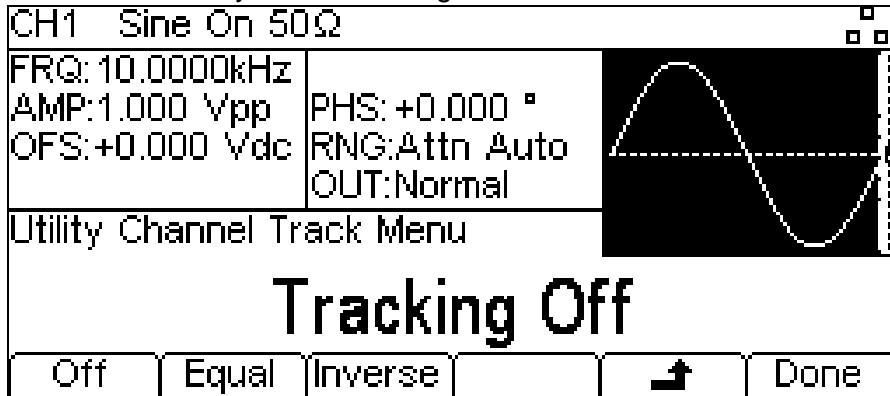 CH1 Sine On 50Ω
FRQ:10.0000kHz
AMP:1.000 Vpp
OFS:+0.000 Vdc
PHS:+0.000 °
RNG:Attn Auto
OUT:Normal
Utility Channel Track Menu
Tracking Off
Off Equal Inverse Done